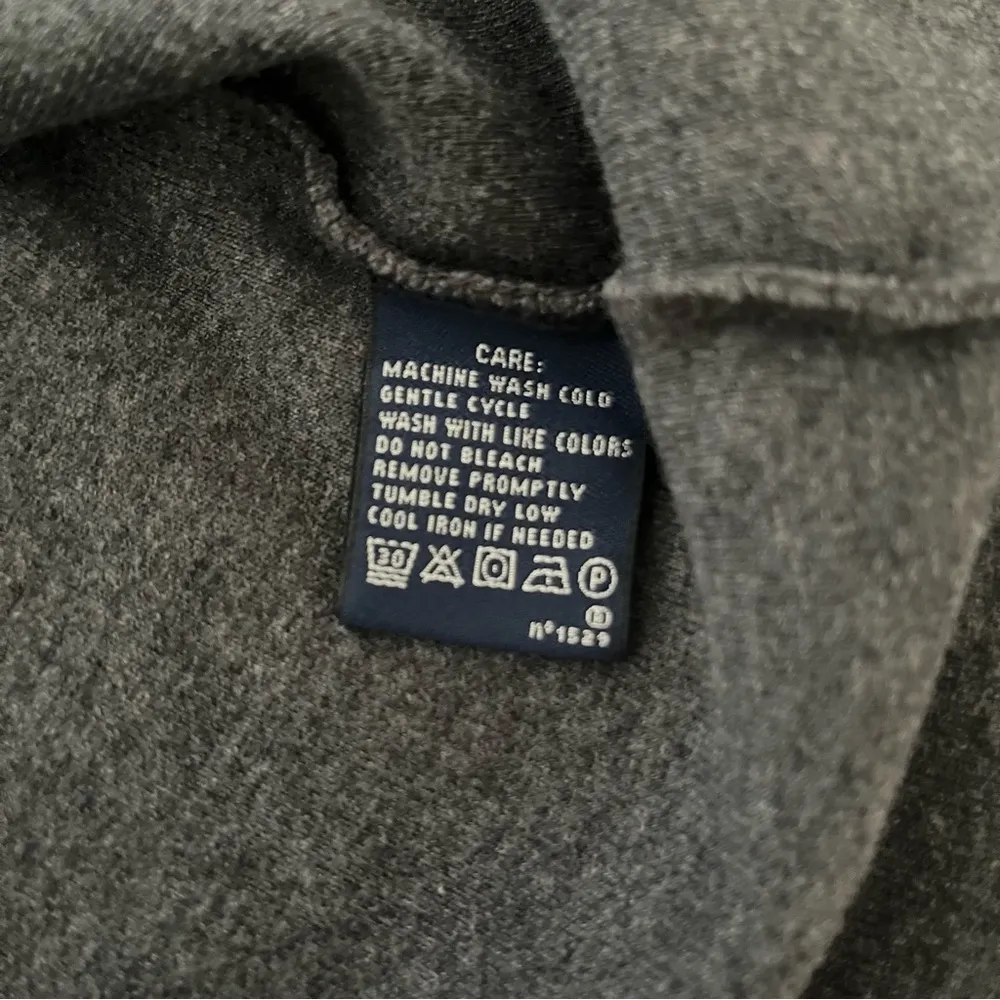 CARE:
MACHINE WASH COLD
GENTLE CYCLE
WASH WITH LIKE COLORS
DO NOT BLEACH
REMOVE PROMPTLY
TUMBLE DRY LOW
COOL IRON IF NEEDED
30 P
n°1529